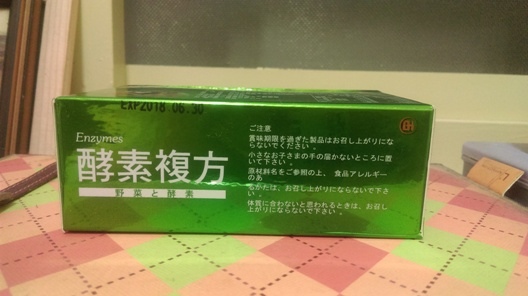 EXP2018.06.30
Enzymes
酵素複方
野菜と酵素
ご注意
賞味期限を過ぎた製品はお召し上がりにな
らないでください 。
小さなお子さまの手の届かないところに置
いて下さい 。
原材料名をご参照の上、 食品アレルギー
のあ
るかたは、お召し上がりにならないで下さ
い 。
体質に合わないと思われるときは、お召し
上がりにならないで下さい 。